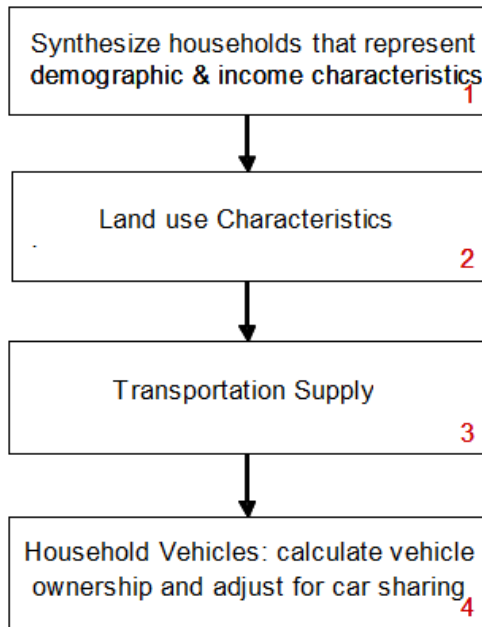 Synthesize households that represent
demographic & income characteristics
1
Land use Characteristics
.
2
Transportation Supply
3
Household Vehicles: calculate vehicle
ownership and adjust for car sharing
4